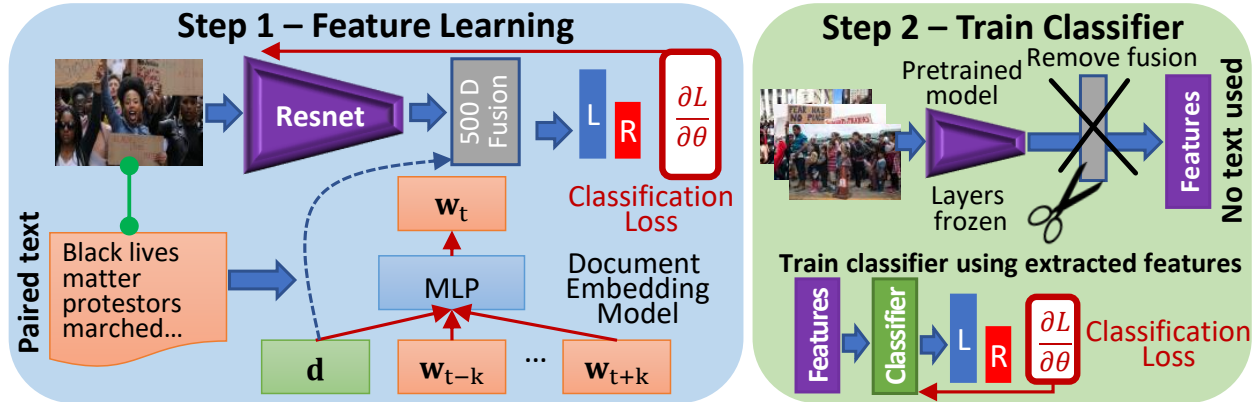 Step 1 – Feature Learning
Resnet
500 D
Fusion
L
R
∂L
∂θ
Classification
Loss
Paired text
Black lives
matter
protestors
marched...
w_t
MLP
Document
Embedding
Model
d
w_{t−k}
...
w_{t+k}
Step 2 – Train Classifier
Remove fusion
Pretrained
model
Layers
frozen
Features
No text used
Train classifier using extracted features
Features
Classifier
L
R
∂L
∂θ
Classification
Loss